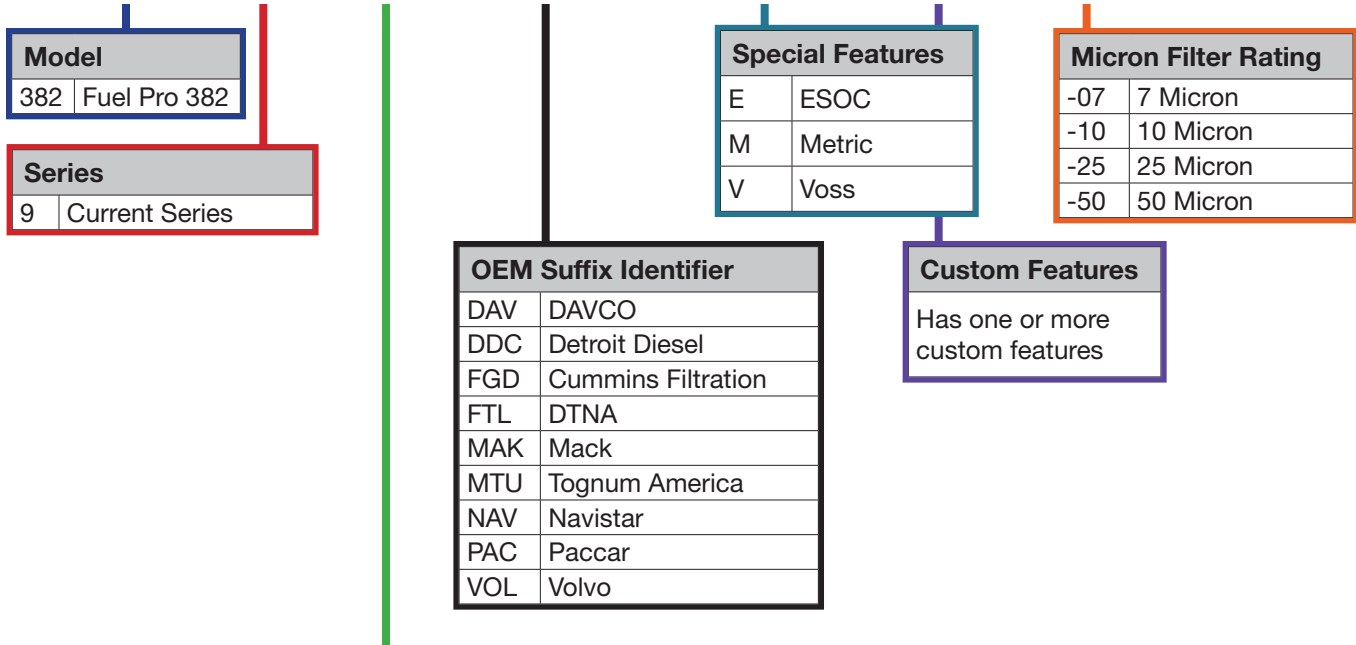 Model
382 Fuel Pro 382
Series
9 Current Series
Special Features
E ESOC
M Metric
V Voss
Micron Filter Rating
-07 7 Micron
-10 10 Micron
-25 25 Micron
-50 50 Micron
OEM Suffix Identifier
DAV DAVCO
DDC Detroit Diesel
FGD Cummins Filtration
FTL DTNA
MAK Mack
MTU Tognum America
NAV Navistar
PAC Paccar
VOL Volvo
Custom Features
Has one or more
custom features